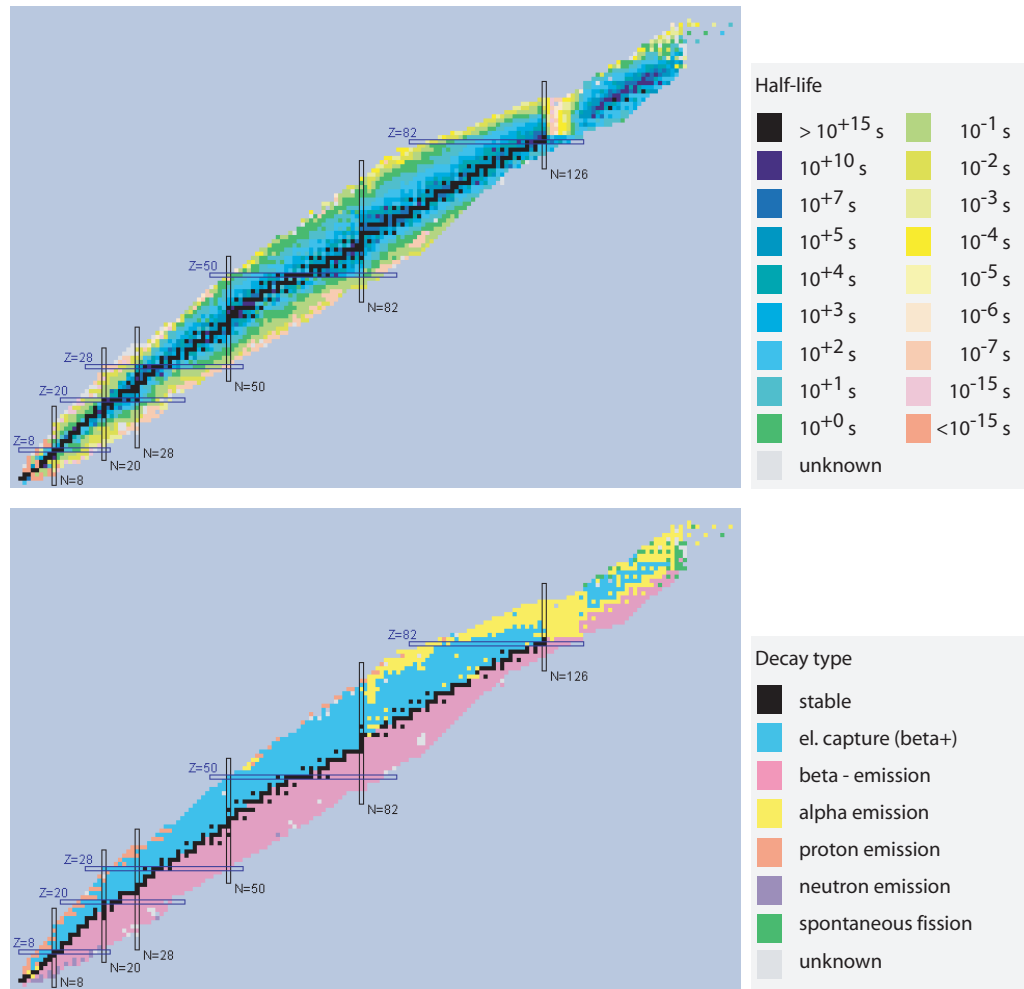 Z=82
N=126
Z=50
N=82
Z=28
N=50
Z=20
N=28
Z=8
N=20
N=8
Half-life
> 10+15 s
10+10 s
10+7 s
10+5 s
10+4 s
10+3 s
10+2 s
10+1 s
10+0 s
unknown
10-1 s
10-2 s
10-3 s
10-4 s
10-5 s
10-6 s
10-7 s
10-15 s
<10-15 s
Z=82
N=126
Z=50
N=82
Z=28
N=50
Z=20
N=28
Z=8
N=20
N=8
Decay type
stable
el. capture (beta+)
beta - emission
alpha emission
proton emission
neutron emission
spontaneous fission
unknown